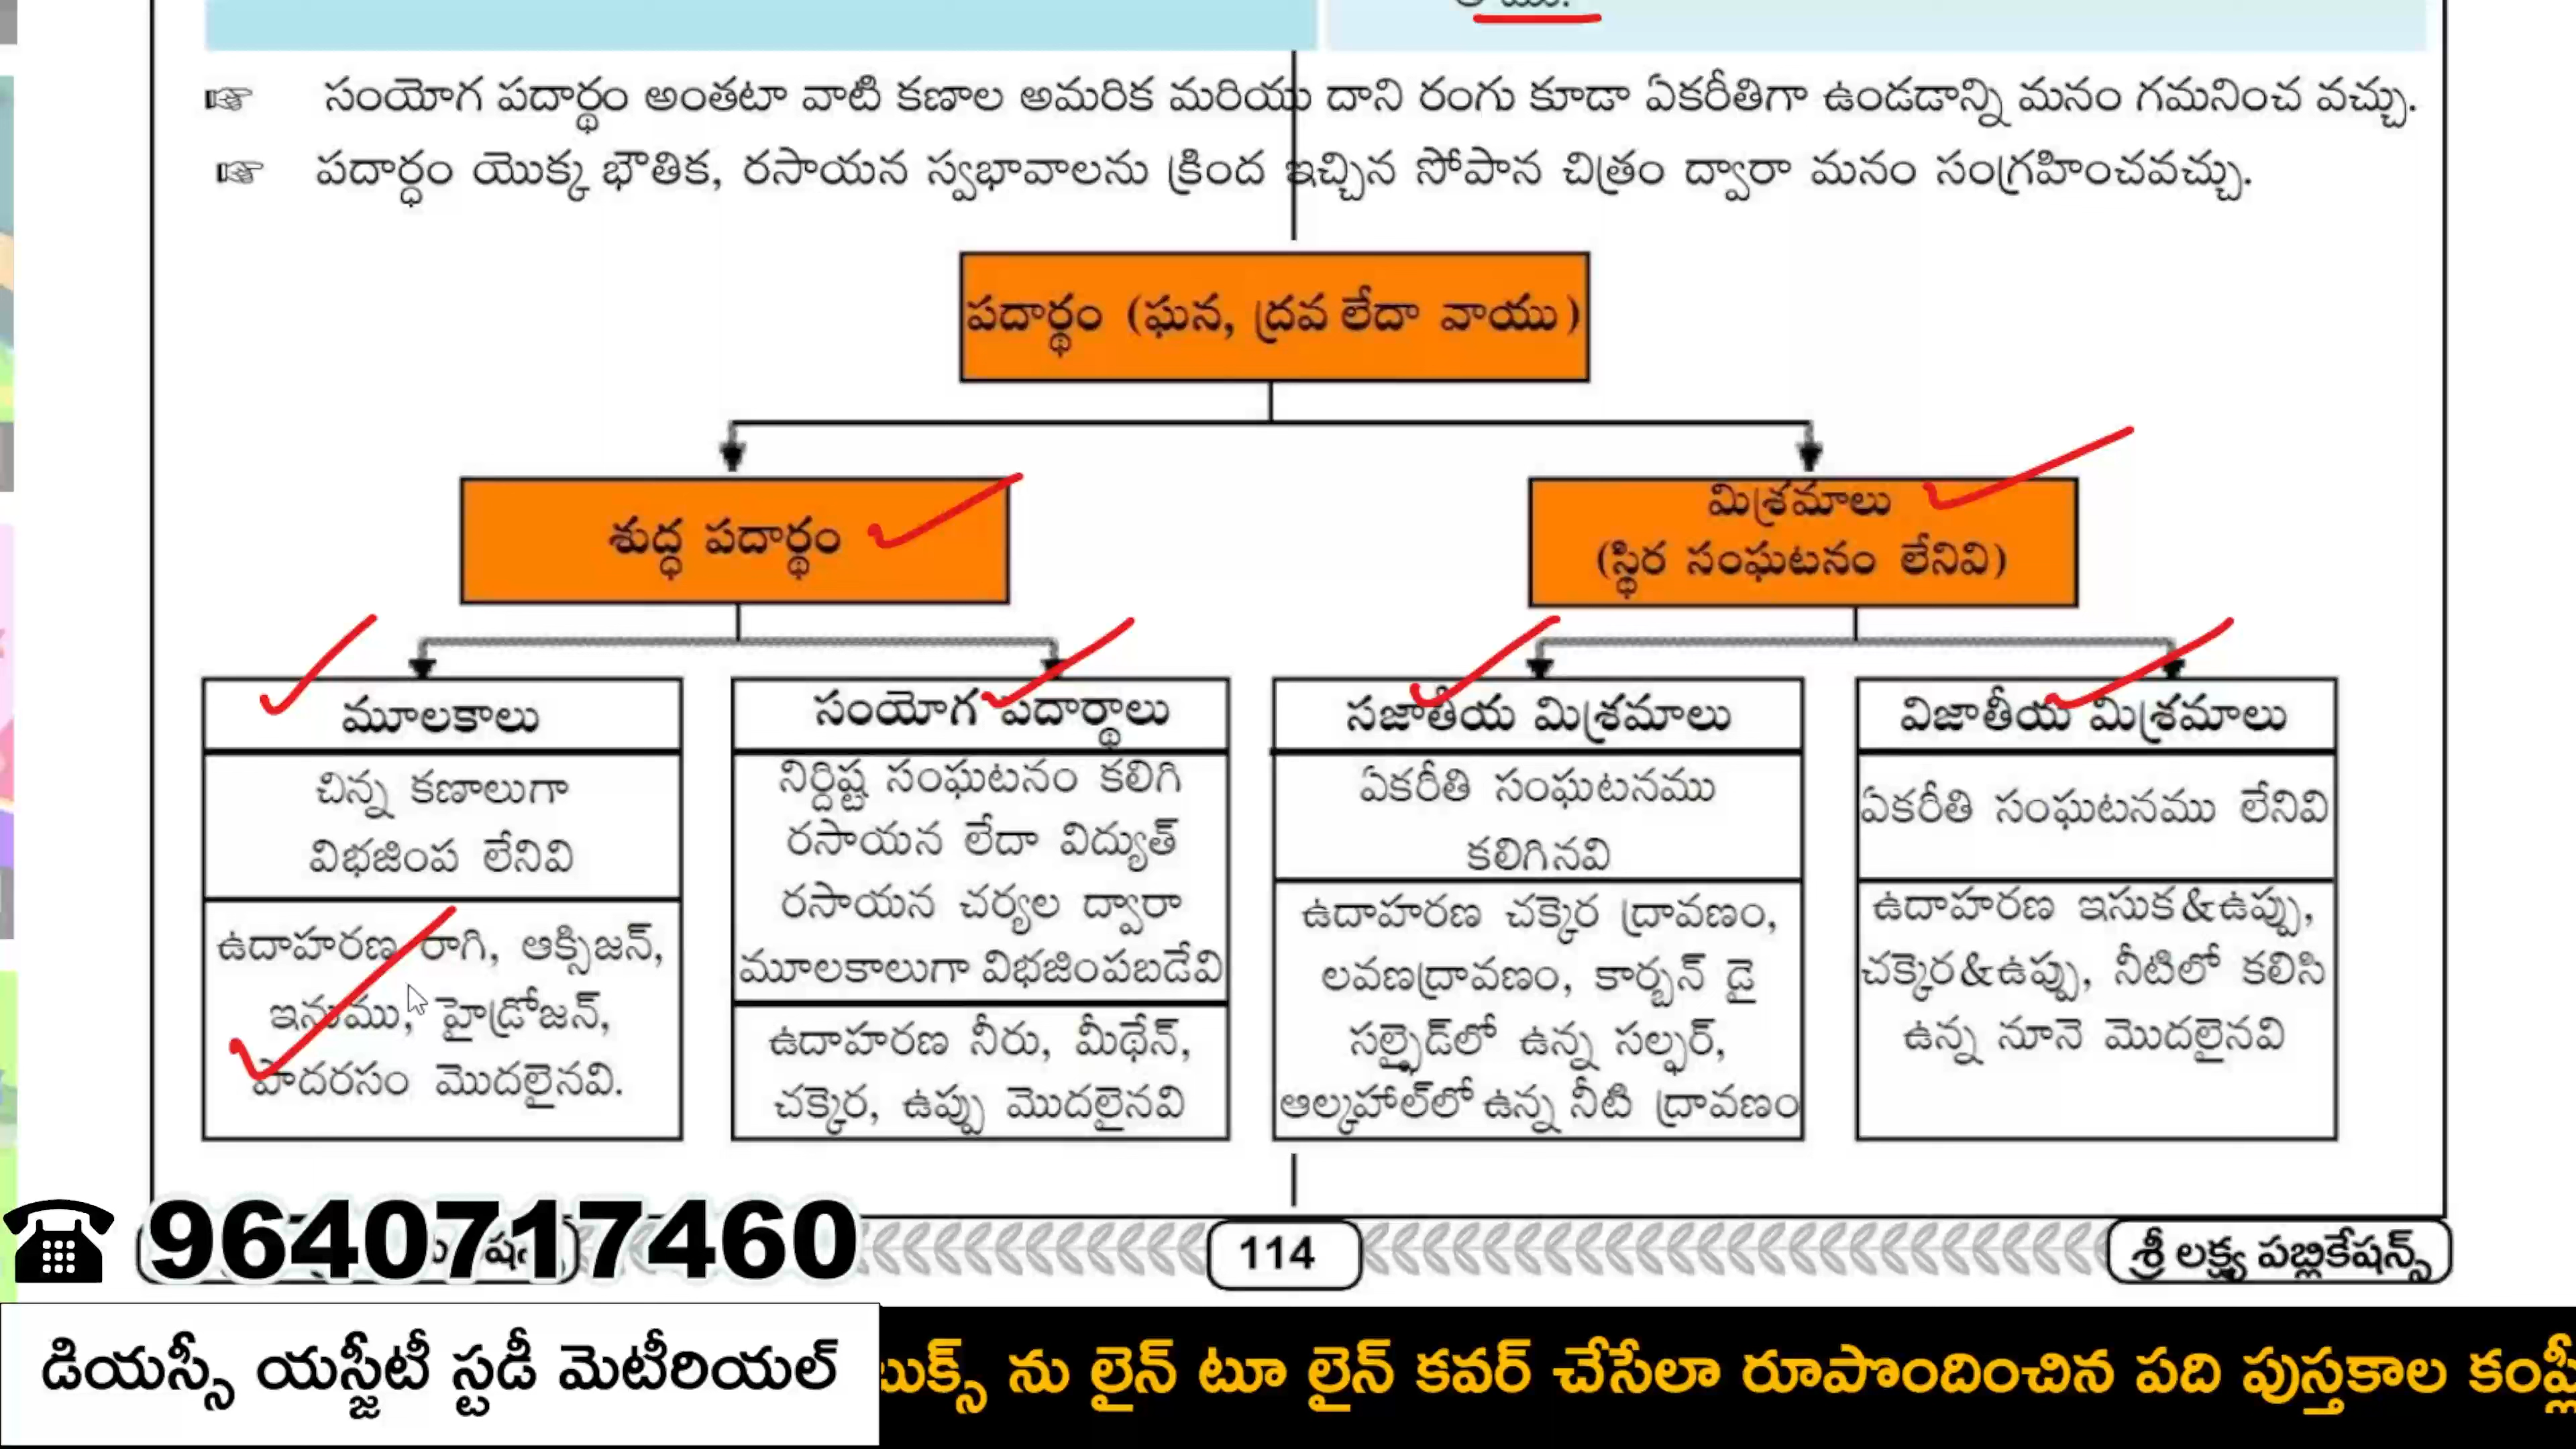 సంయోగ పదార్థం అంతటా వాటి కణాల అమరిక మరియు దాని రంగు కూడా ఏకరీతిగా ఉండడాన్ని మనం గమనించ వచ్చు.
పదార్థం యొక్క భౌతిక, రసాయన స్వభావాలను క్రింద ఇచ్చిన సోపాన చిత్రం ద్వారా మనం సంగ్రహించవచ్చు.
పదార్థం (ఘన, ద్రవ లేదా వాయు)
శుద్ధ పదార్థం
మిశ్రమాలు
(స్థిర సంఘటనం లేనివి)
మూలకాలు
చిన్న కణాలుగా
విభజింప లేనివి
ఉదాహరణ రాగి, ఆక్సిజన్,
ఇనుము, హైడ్రోజన్,
పాదరసం మొదలైనవి.
సంయోగ పదార్థాలు
నిర్దిష్ట సంఘటనం కలిగి
రసాయన లేదా విద్యుత్
రసాయన చర్యల ద్వారా
మూలకాలుగా విభజింపబడేవి
ఉదాహరణ నీరు, మీథేన్,
చక్కెర, ఉప్పు మొదలైనవి
సజాతీయ మిశ్రమాలు
ఏకరీతి సంఘటనము
కలిగినవి
ఉదాహరణ చక్కెర ద్రావణం,
లవణద్రావణం, కార్బన్ డై
సల్ఫైడ్‌లో ఉన్న సల్ఫర్,
ఆల్కహాల్‌లో ఉన్న నీటి ద్రావణం
విజాతీయ మిశ్రమాలు
ఏకరీతి సంఘటనము లేనివి
ఉదాహరణ ఇసుక&ఉప్పు,
చక్కెర&ఉప్పు, నీటిలో కలిసి
ఉన్న నూనె మొదలైనవి
9640717460
114
శ్రీ లక్ష్య పబ్లికేషన్స్
డియస్సీ యస్జీటీ స్టడీ మెటీరియల్
ను లైన్ టూ లైన్ కవర్ చేసేలా రూపొందించిన పది పుస్తకాల